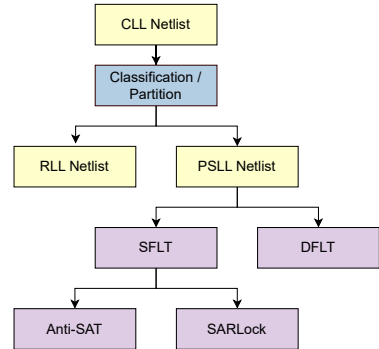 CLL Netlist
Classification /
Partition
RLL Netlist
PSLL Netlist
SFLT
DFLT
Anti-SAT
SARLock